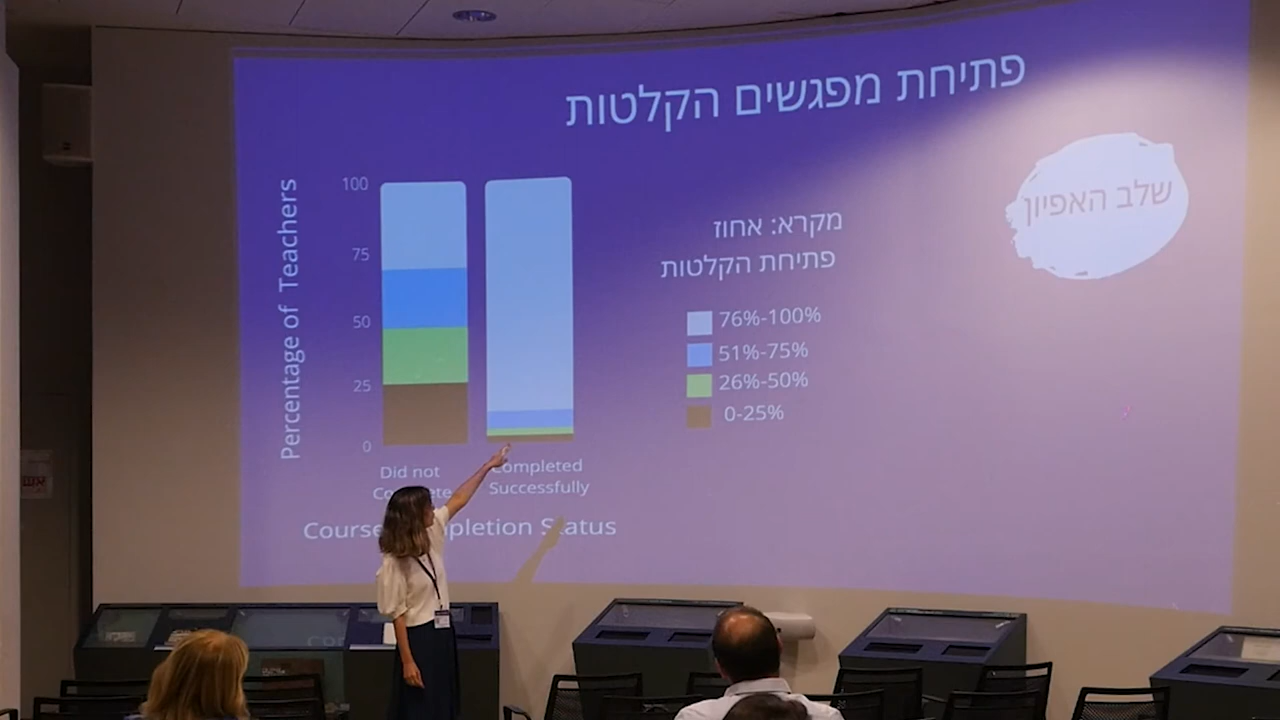 פתיחת מפגשים הקלטות
שלב האפיון
מקרא: אחוז
פתיחת הקלטות
76%-100%
51%-75%
26%-50%
0-25%
Percentage of Teachers
100
75
50
25
0
Did not
Completed
Successfully
Course Status